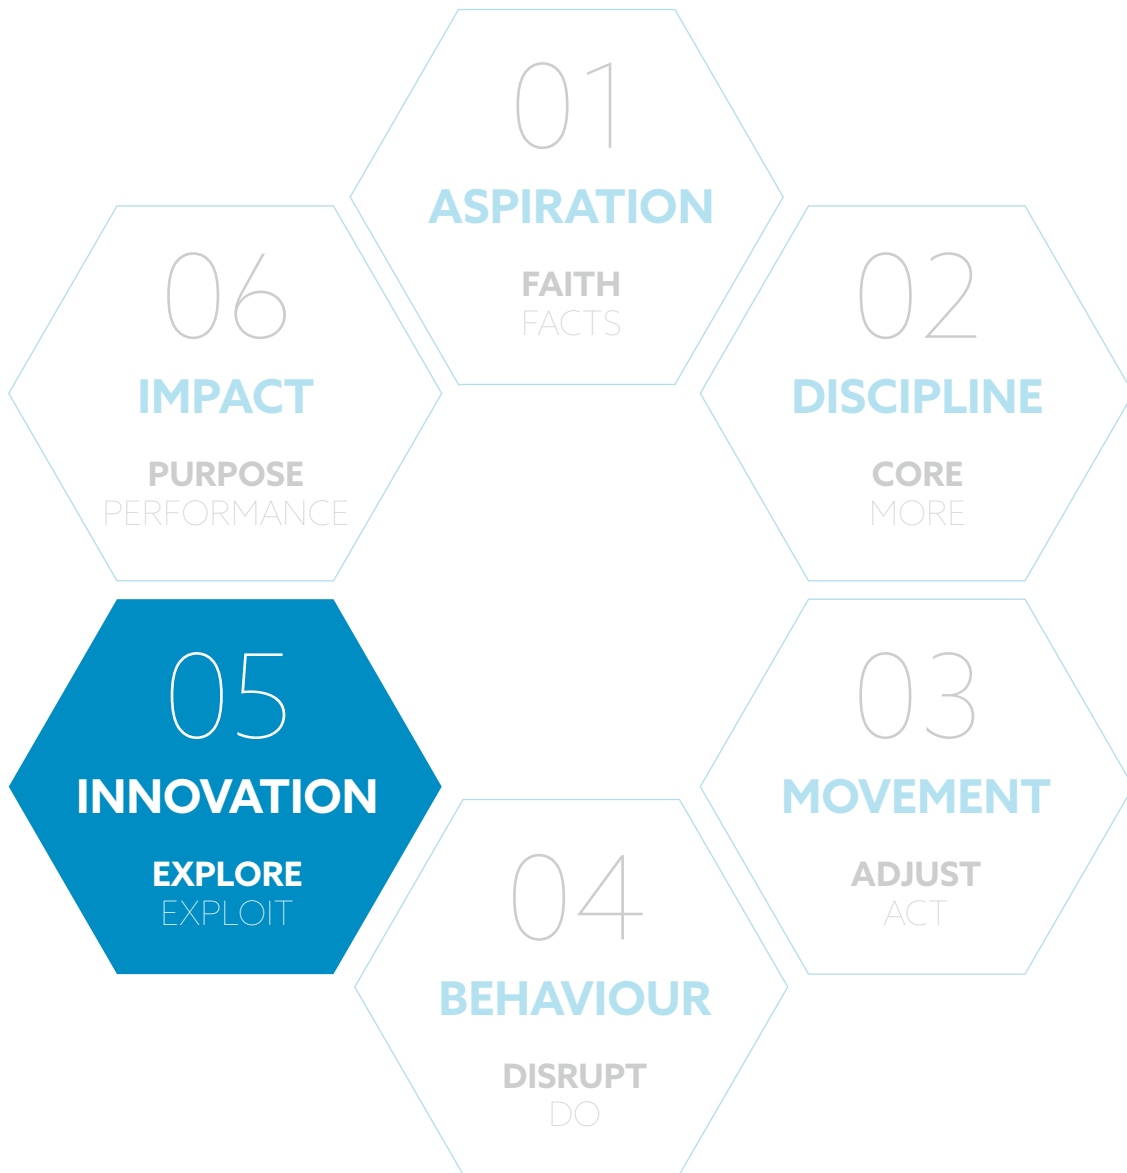 01
ASPIRATION
FAITH
FACTS
02
DISCIPLINE
CORE
MORE
03
MOVEMENT
ADJUST
ACT
04
BEHAVIOUR
DISRUPT
DO
05
INNOVATION
EXPLORE
EXPLOIT
06
IMPACT
PURPOSE
PERFORMANCE